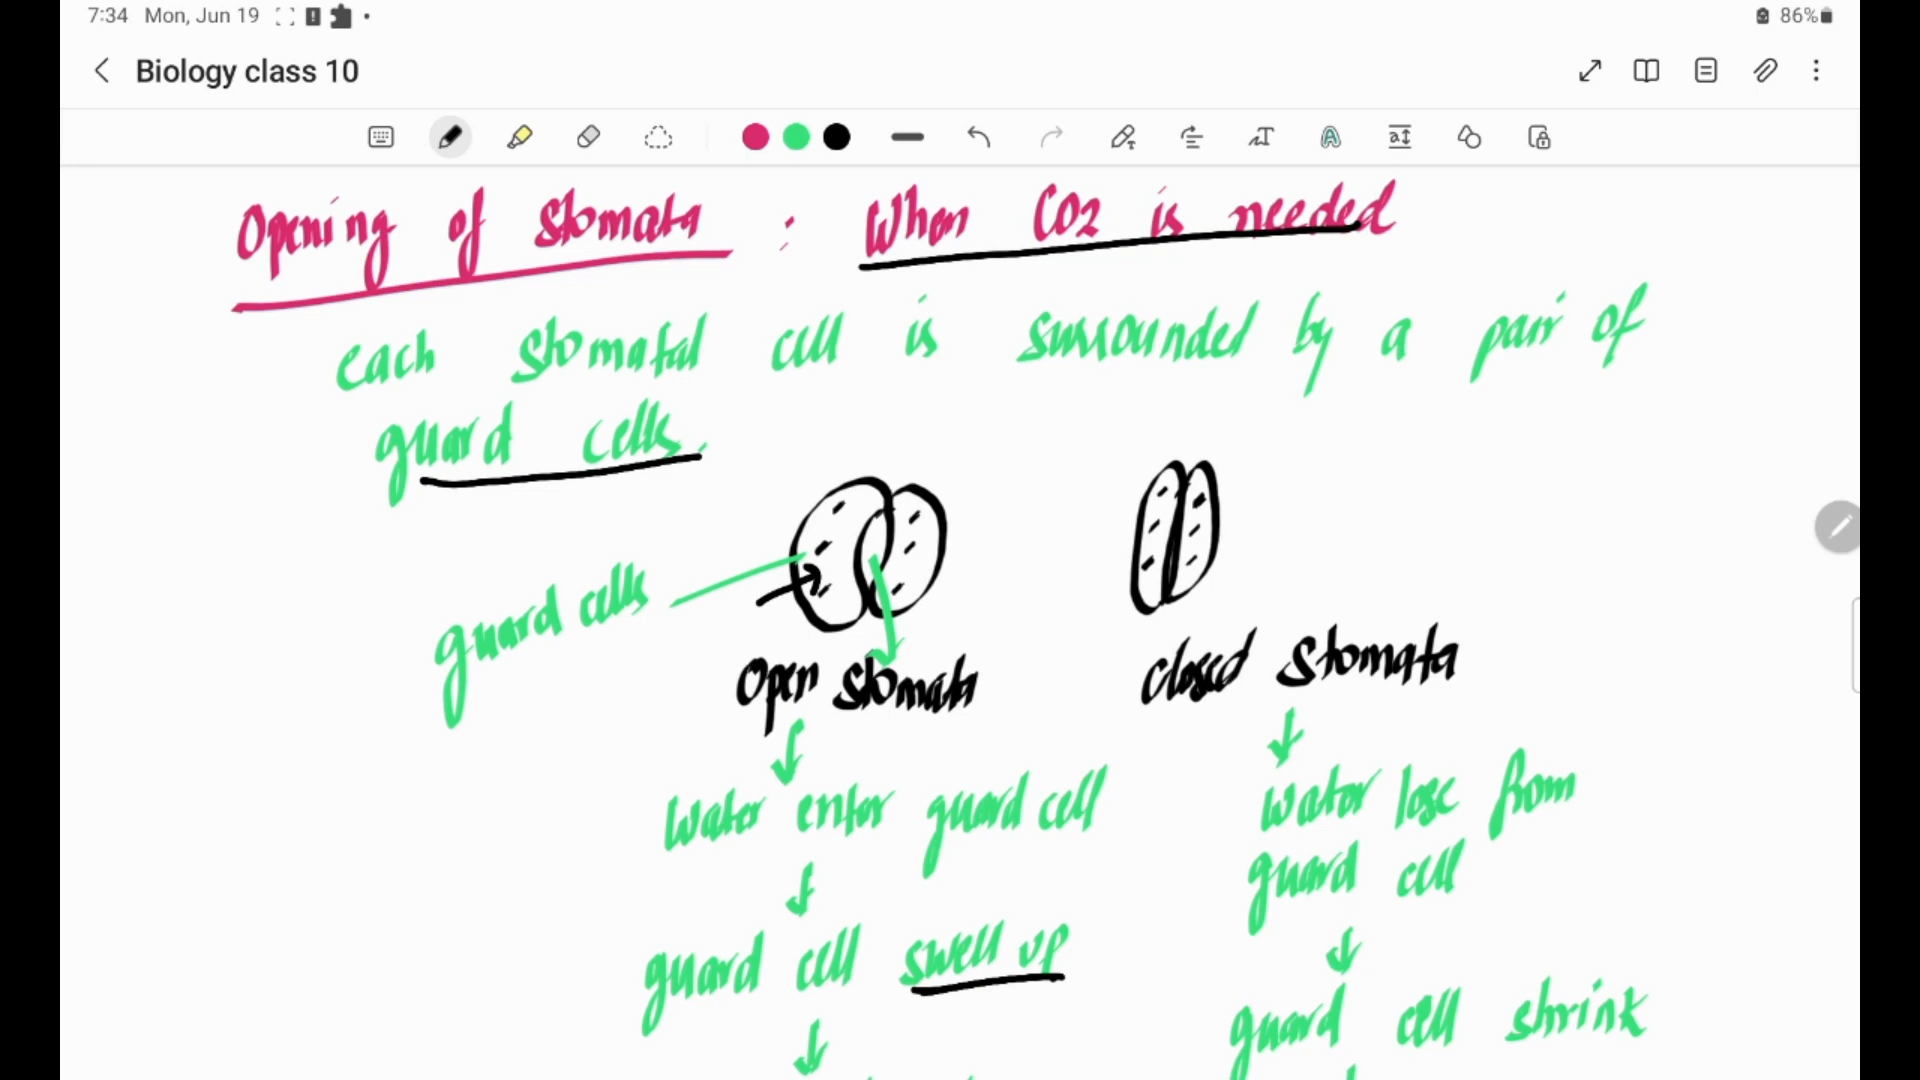 7:34 Mon, Jun 19
86%
Biology class 10
Opening of Stomata : When CO2 is needed
each stomatal cell is surrounded by a pair of
guard cells.
guard cells
Open stomata
closed stomata
water enter guard cell
water lose from
guard cell
guard cell swell up
guard cell shrink